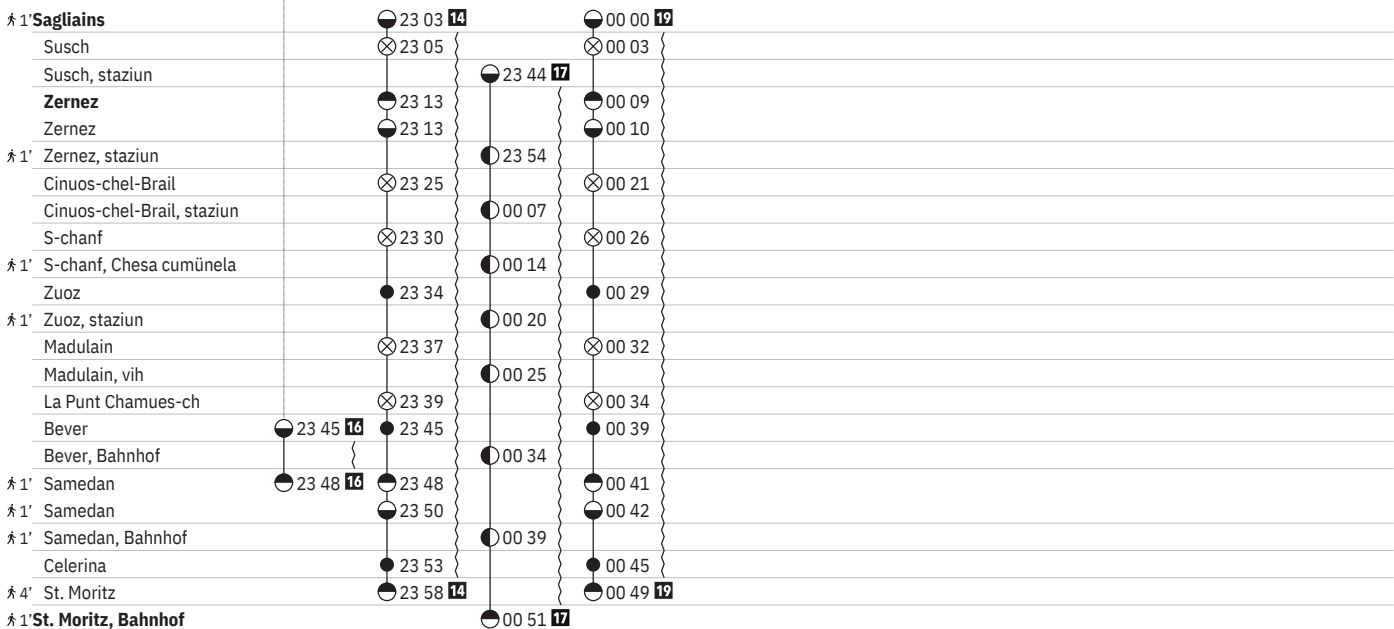 1’ Sagliains 23 03 14 00 00 19
Susch 23 05 00 03
Susch, staziun 23 44 17
Zernez 23 13 00 09
Zernez 23 13 00 10
1’ Zernez, staziun 23 54
Cinuos-chel-Brail 23 25 00 21
Cinuos-chel-Brail, staziun 00 07
S-chanf 23 30 00 26
1’ S-chanf, Chesa cumünela 00 14
Zuoz 23 34 00 29
1’ Zuoz, staziun 00 20
Madulain 23 37 00 32
Madulain, vih 00 25
La Punt Chamues-ch 23 39 00 34
Bever 23 45 16 23 45 00 39
Bever, Bahnhof 00 34
1’ Samedan 23 48 16 23 48 00 41
1’ Samedan 23 50 00 42
1’ Samedan, Bahnhof 00 39
Celerina 23 53 00 45
4’ St. Moritz 23 58 14 00 49 19
1’ St. Moritz, Bahnhof 00 51 17